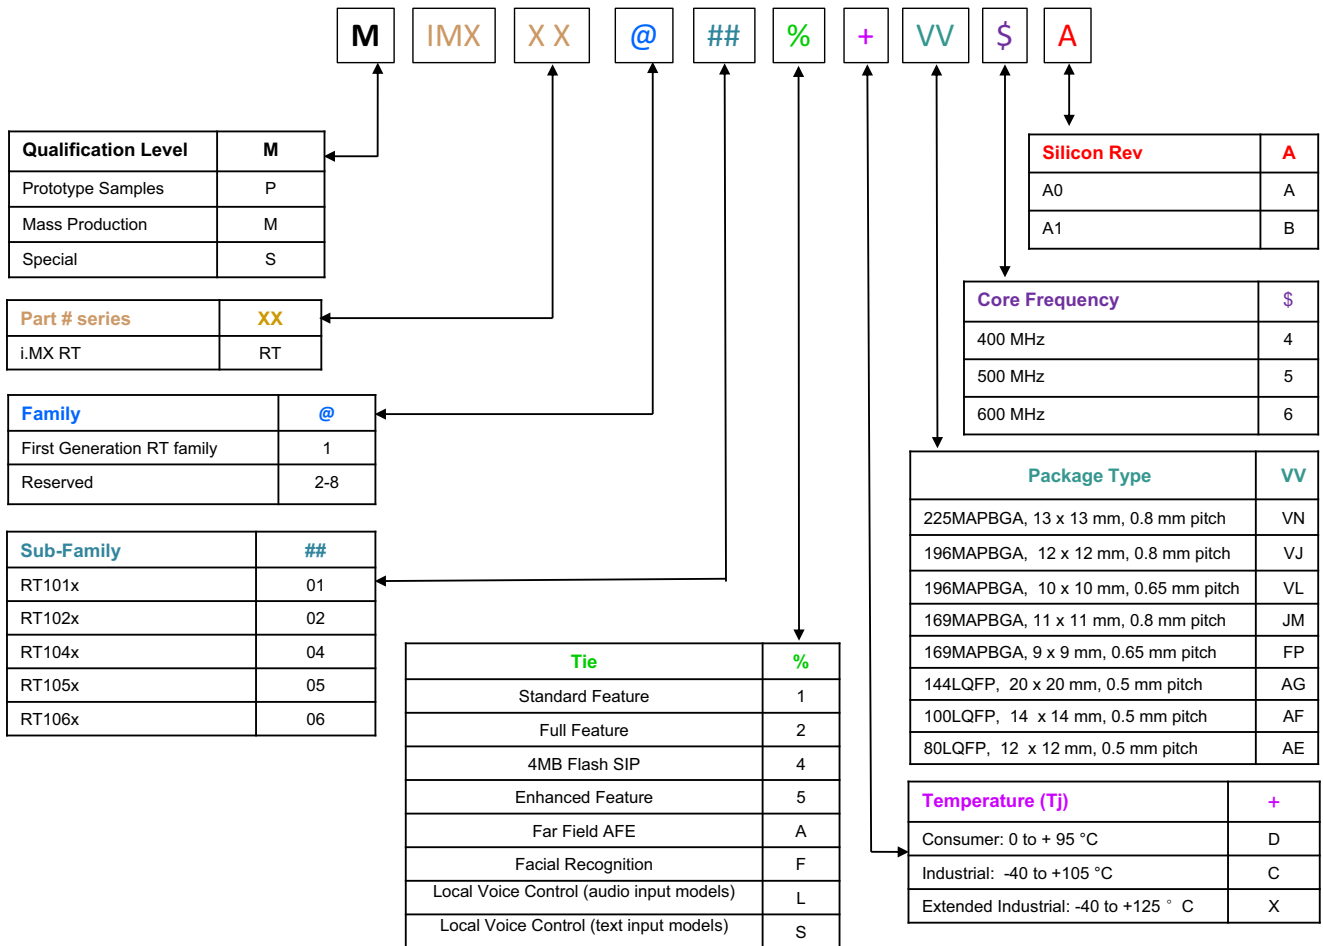 M IMX X X @ ## % + VV $ A
Qualification Level M
Prototype Samples P
Mass Production M
Special S
Part # series XX
i.MX RT RT
Family @
First Generation RT family 1
Reserved 2-8
Sub-Family ##
RT101x 01
RT102x 02
RT104x 04
RT105x 05
RT106x 06
Tie %
Standard Feature 1
Full Feature 2
4MB Flash SIP 4
Enhanced Feature 5
Far Field AFE A
Facial Recognition F
Local Voice Control (audio input models) L
Local Voice Control (text input models) S
Silicon Rev A
A0 A
A1 B
Core Frequency $
400 MHz 4
500 MHz 5
600 MHz 6
Package Type VV
225MAPBGA, 13 x 13 mm, 0.8 mm pitch VN
196MAPBGA, 12 x 12 mm, 0.8 mm pitch VJ
196MAPBGA, 10 x 10 mm, 0.65 mm pitch VL
169MAPBGA, 11 x 11 mm, 0.8 mm pitch JM
169MAPBGA, 9 x 9 mm, 0.65 mm pitch FP
144LQFP, 20 x 20 mm, 0.5 mm pitch AG
100LQFP, 14 x 14 mm, 0.5 mm pitch AF
80LQFP, 12 x 12 mm, 0.5 mm pitch AE
Temperature (Tj) +
Consumer: 0 to + 95 °C D
Industrial: -40 to +105 °C C
Extended Industrial: -40 to +125 ° C X